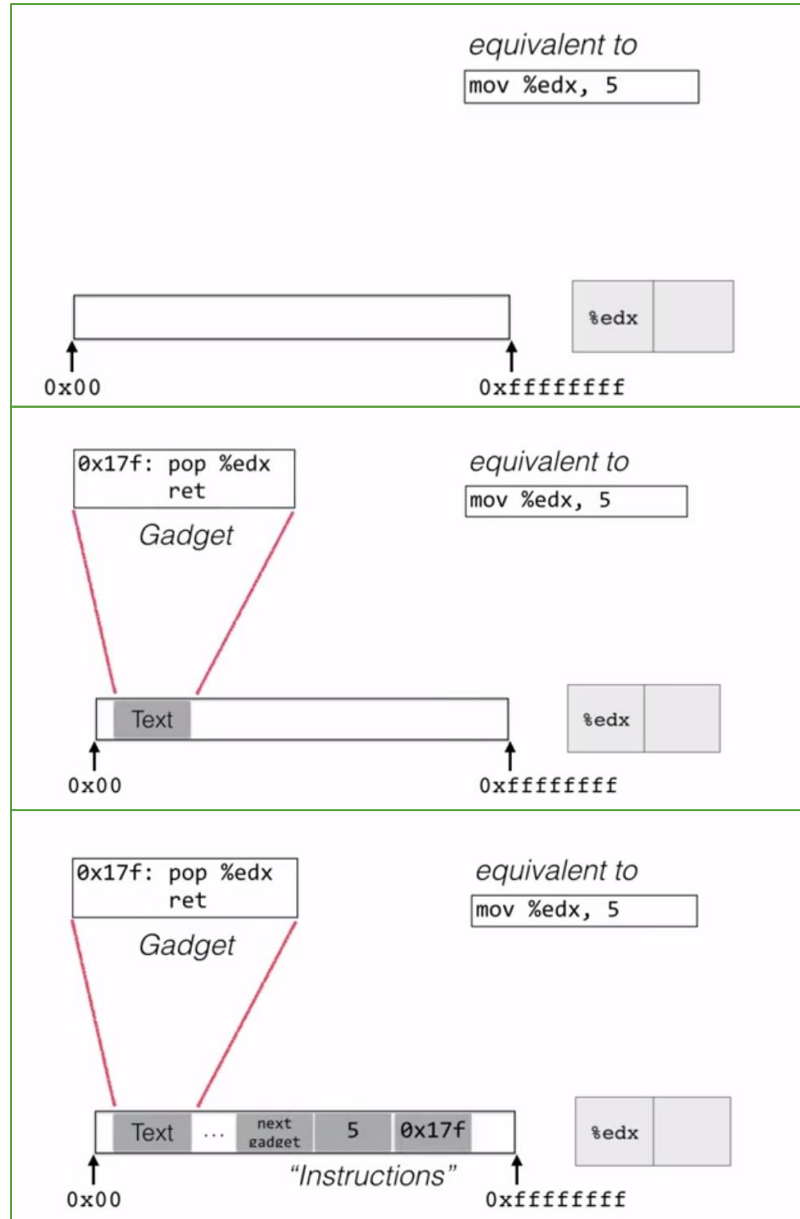 equivalent to
mov %edx, 5
%edx
0x00
0xffffffff
0x17f: pop %edx
ret
equivalent to
mov %edx, 5
Gadget
Text
%edx
0x00
0xffffffff
0x17f: pop %edx
ret
equivalent to
mov %edx, 5
Gadget
Text ... next gadget 5 0x17f
%edx
“Instructions”
0x00
0xffffffff